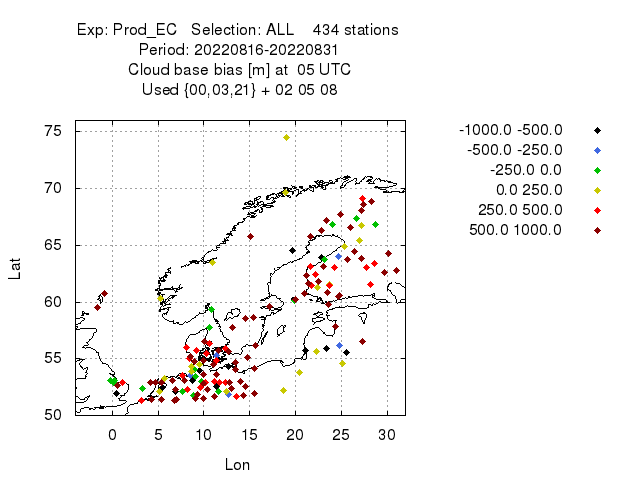 Exp: Prod_EC Selection: ALL 434 stations
Period: 20220816-20220831
Cloud base bias [m] at 05 UTC
Used {00,03,21} + 02 05 08
-1000.0 -500.0
-500.0 -250.0
-250.0 0.0
0.0 250.0
250.0 500.0
500.0 1000.0
75
70
65
60
55
50
Lat
0 5 10 15 20 25 30
Lon